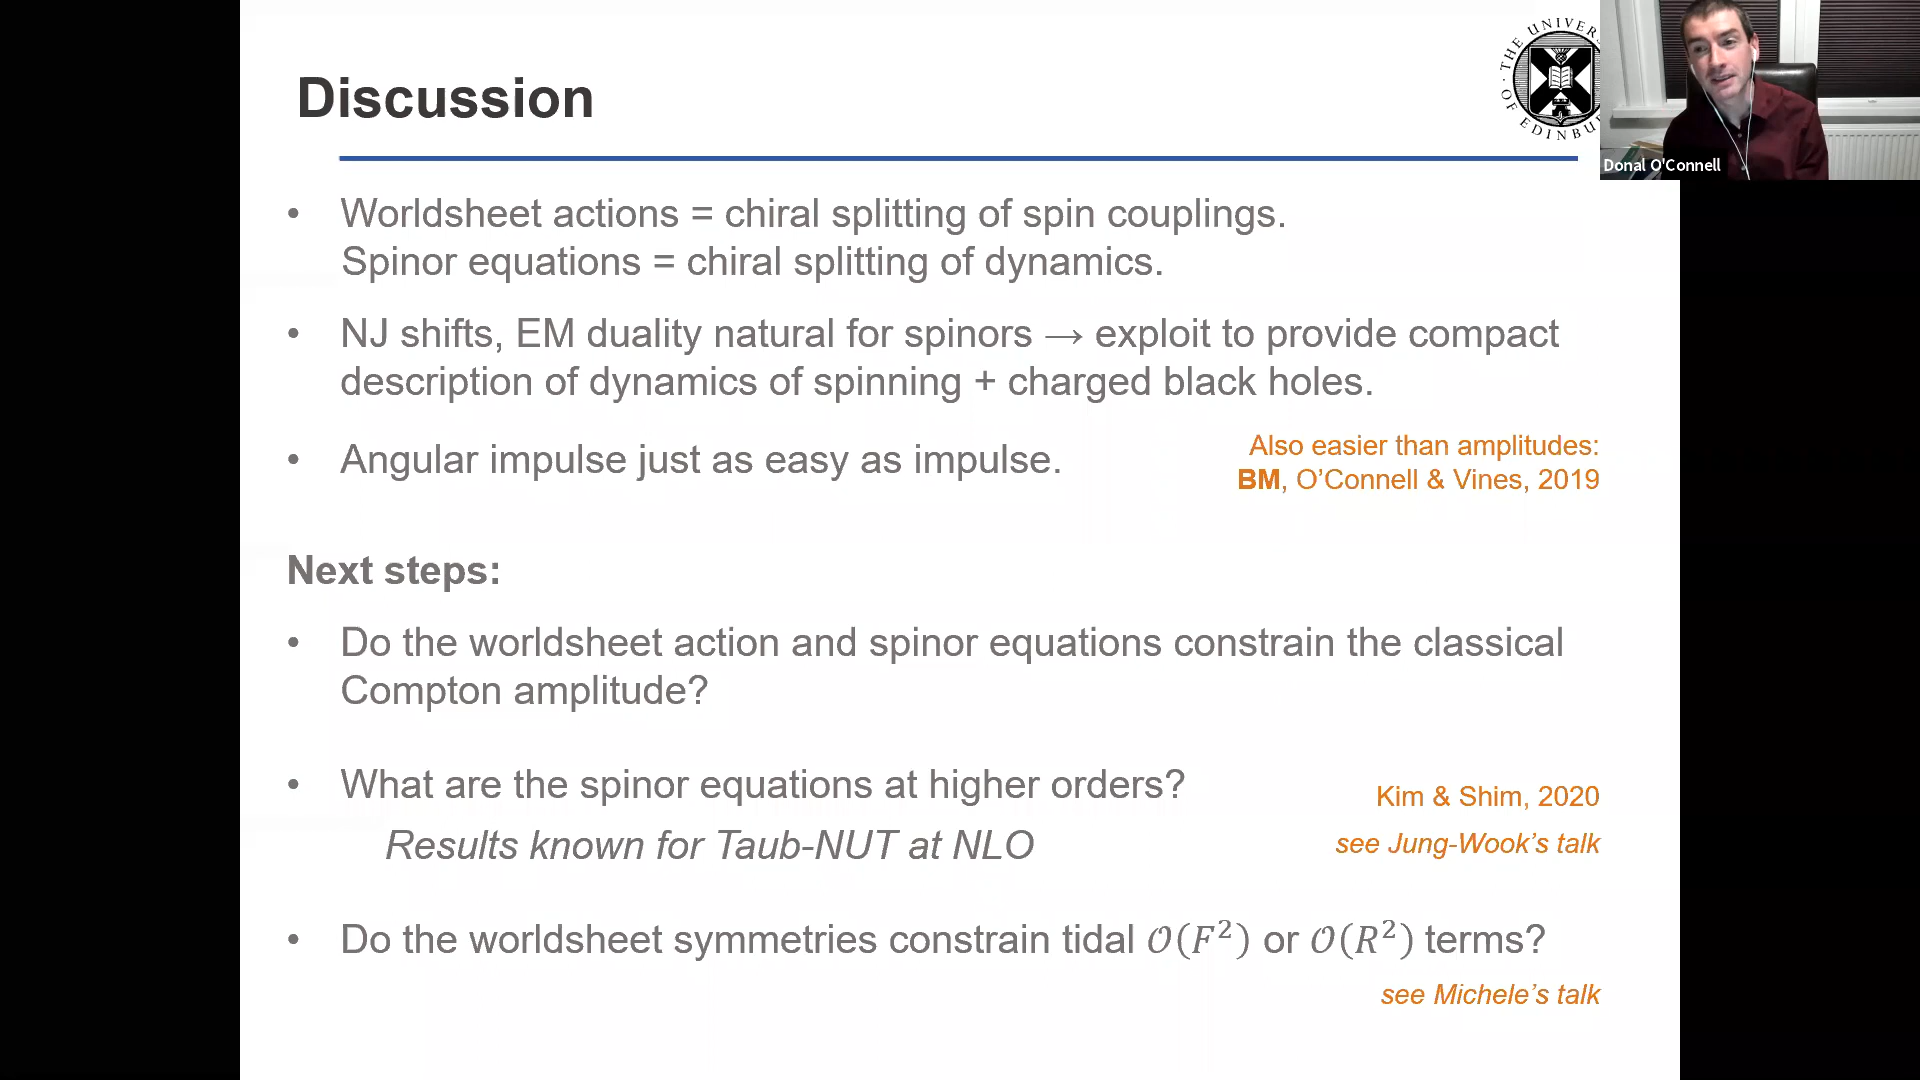 Discussion
THE UNIVER
OF EDINBU
Donal O'Connell
• Worldsheet actions = chiral splitting of spin couplings.
Spinor equations = chiral splitting of dynamics.
• NJ shifts, EM duality natural for spinors → exploit to provide compact
description of dynamics of spinning + charged black holes.
• Angular impulse just as easy as impulse.
Also easier than amplitudes:
BM, O’Connell & Vines, 2019
Next steps:
• Do the worldsheet action and spinor equations constrain the classical
Compton amplitude?
• What are the spinor equations at higher orders?
Kim & Shim, 2020
Results known for Taub-NUT at NLO
see Jung-Wook’s talk
• Do the worldsheet symmetries constrain tidal 𝒪(F²) or 𝒪(R²) terms?
see Michele’s talk